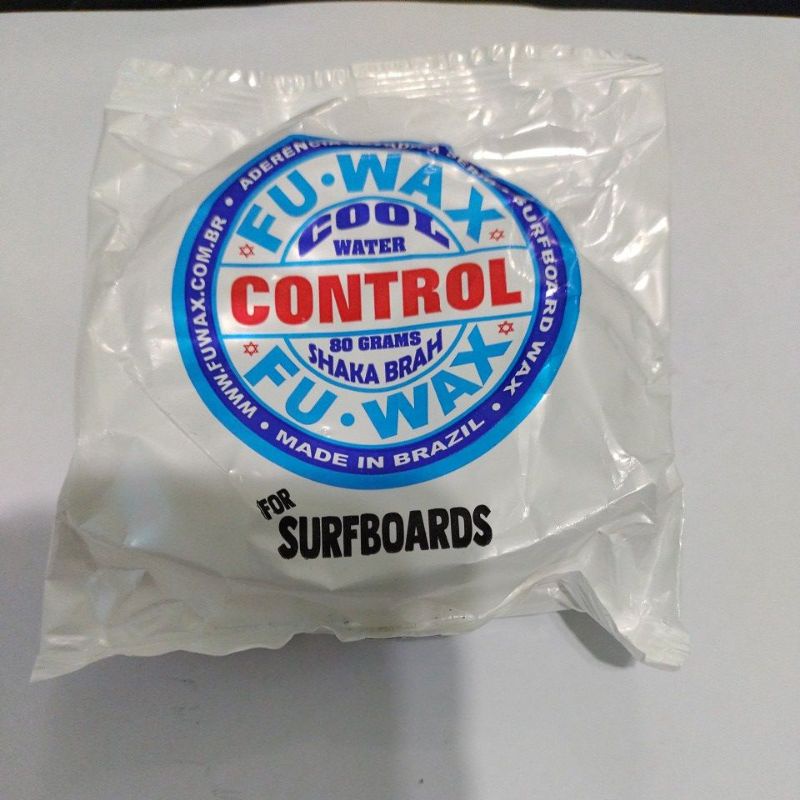 ADERÊNCIA
SURFBOARD WAX •
FU•WAX
COOL
WATER
CONTROL
80 GRAMS
SHAKA BRAH
FU•WAX
• WWW.FUWAX.COM.BR •
MADE IN BRAZIL •
FOR
SURFBOARDS